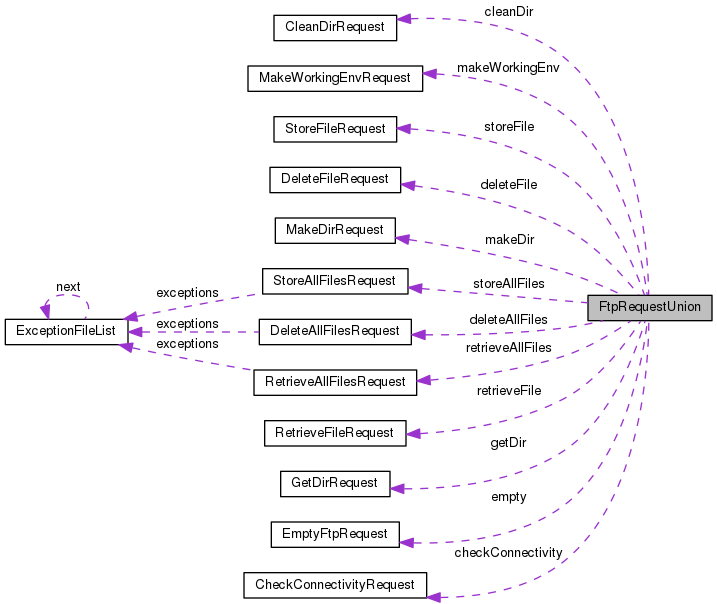 cleanDir
CleanDirRequest
makeWorkingEnv
MakeWorkingEnvRequest
storeFile
StoreFileRequest
deleteFile
DeleteFileRequest
makeDir
MakeDirRequest
storeAllFiles
StoreAllFilesRequest
exceptions
next
FtpRequestUnion
deleteAllFiles
DeleteAllFilesRequest
exceptions
ExceptionFileList
exceptions
retrieveAllFiles
RetrieveAllFilesRequest
retrieveFile
RetrieveFileRequest
getDir
GetDirRequest
empty
EmptyFtpRequest
checkConnectivity
CheckConnectivityRequest